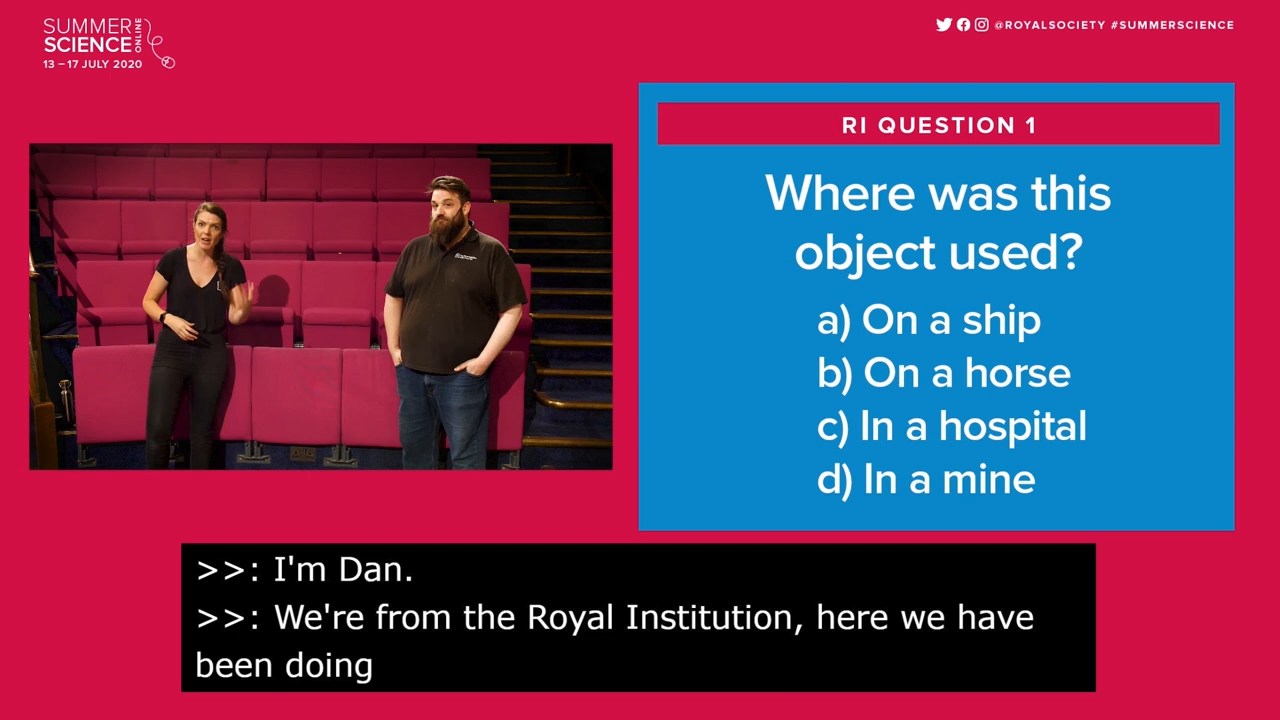 SUMMER
SCIENCE
ONLINE
13 – 17 JULY 2020
@ROYALSOCIETY #SUMMERSCIENCE
RI QUESTION 1
Where was this
object used?
a) On a ship
b) On a horse
c) In a hospital
d) In a mine
>>: I'm Dan.
>>: We're from the Royal Institution, here we have
been doing